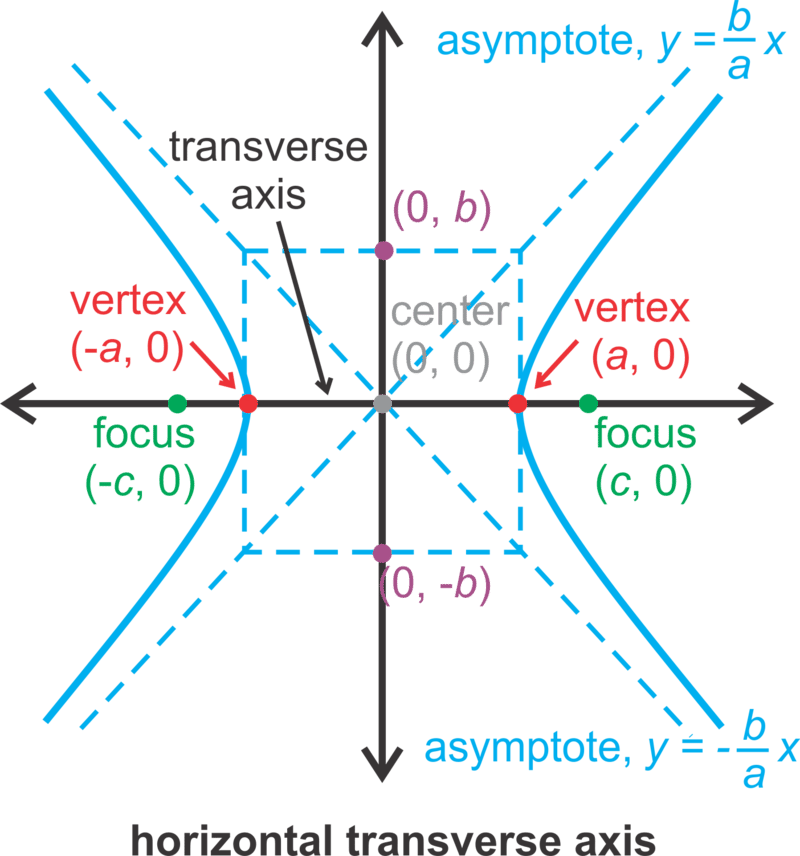 asymptote, y = b/a x
transverse
axis
(0, b)
vertex
(-a, 0)
center
(0, 0)
vertex
(a, 0)
focus
(-c, 0)
focus
(c, 0)
(0, -b)
asymptote, y = -b/a x
horizontal transverse axis